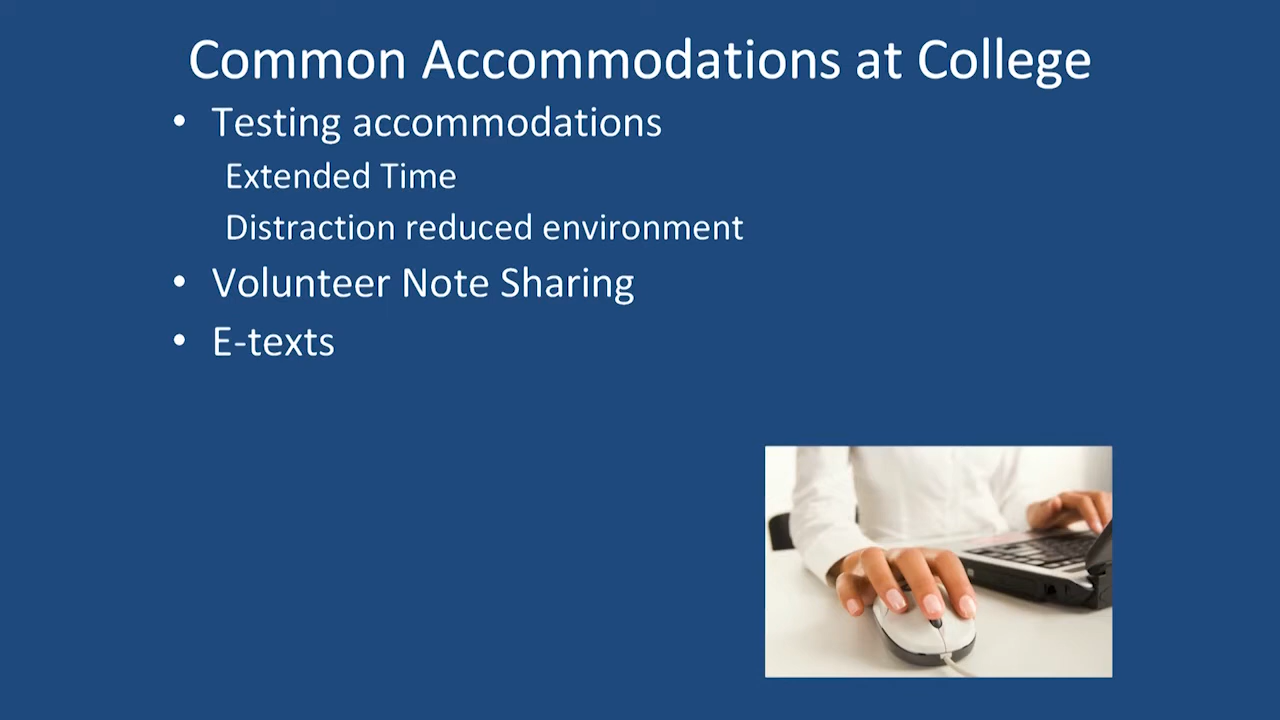 Common Accommodations at College
• Testing accommodations
Extended Time
Distraction reduced environment
• Volunteer Note Sharing
• E-texts